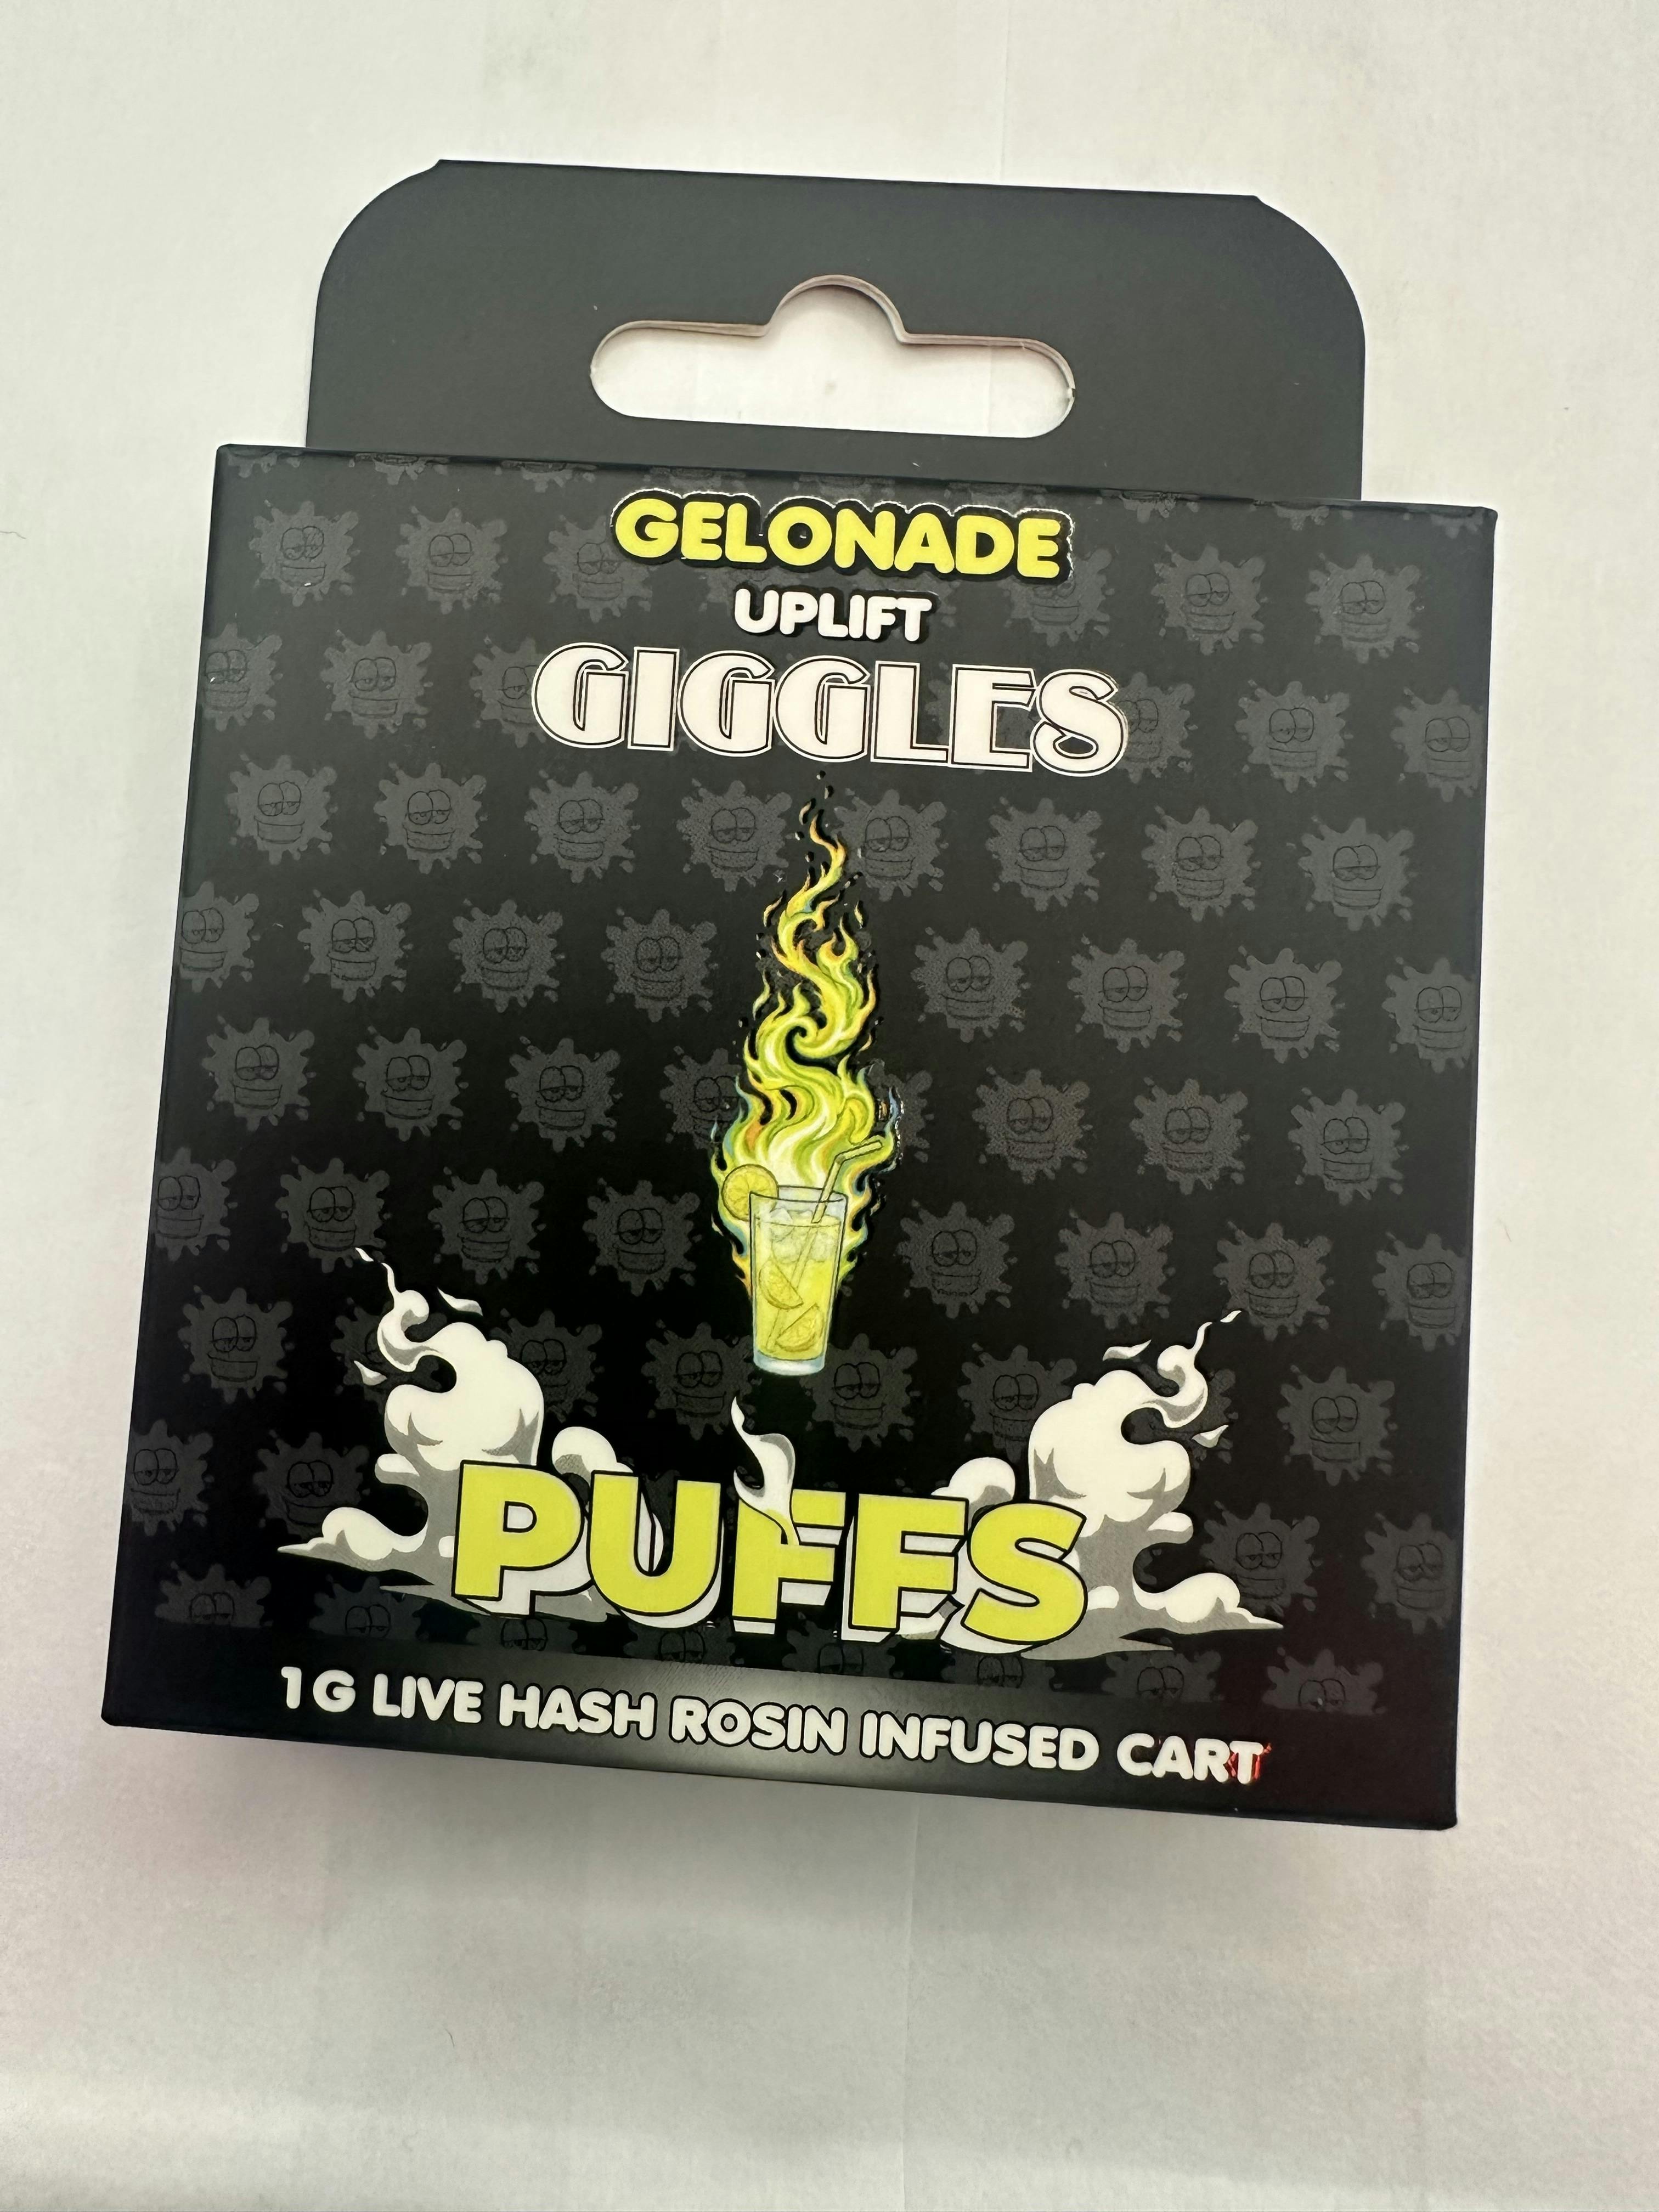 GELONADE
UPLIFT
GIGGLES
PUFFS
1G LIVE HASH ROSIN INFUSED CART